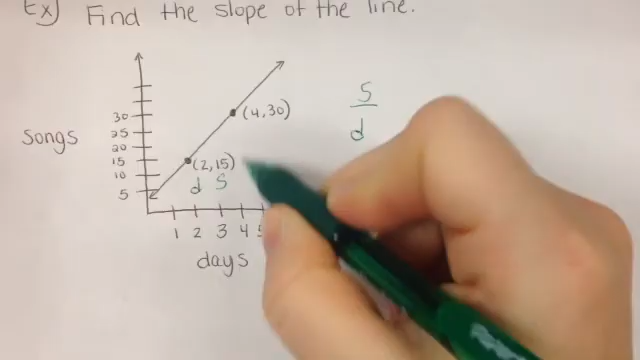 Ex) Find the slope of the line.
S
d
songs
30
25
20
15
10
5
(4,30)
(2,15)
d S
1 2 3 4 5
days